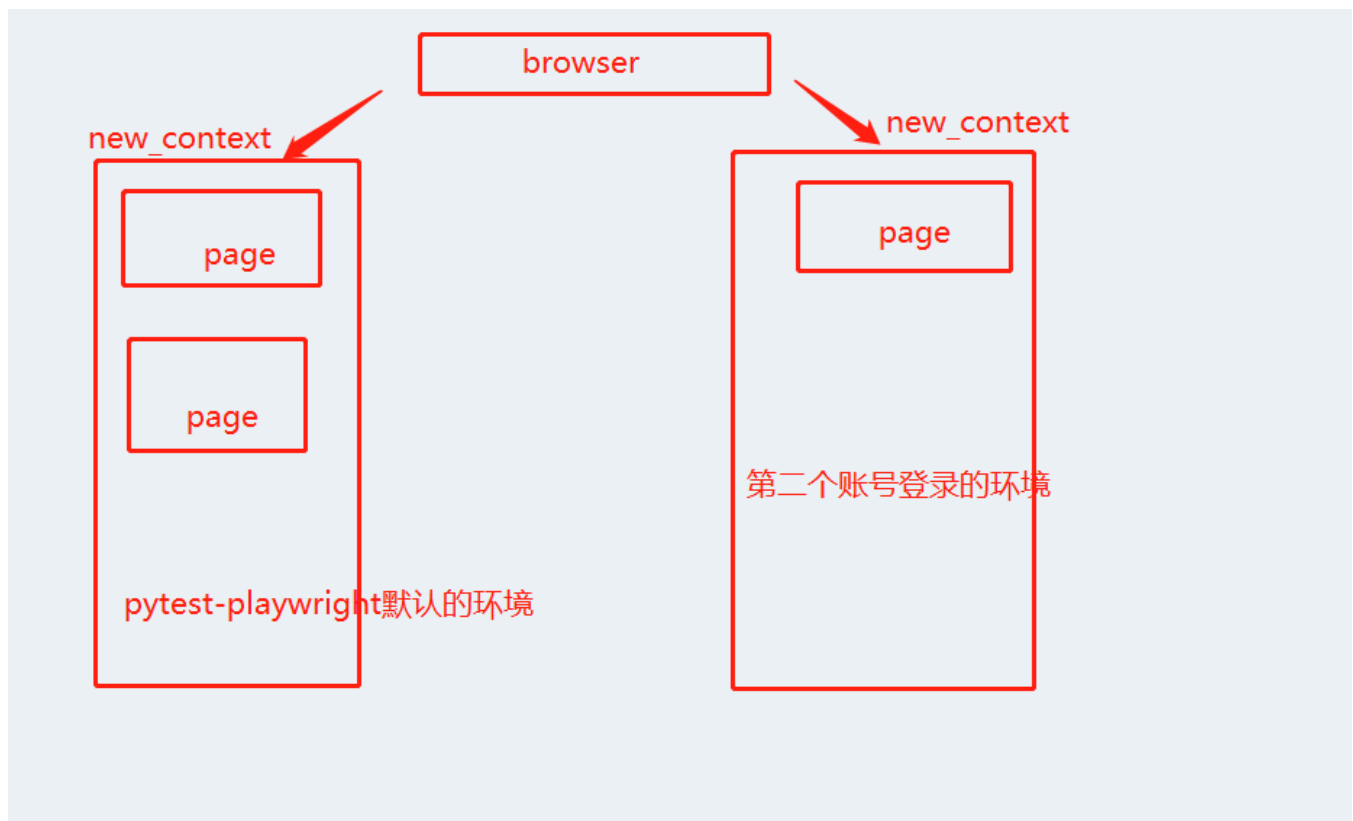 browser
new_context
new_context
page
page
page
第二个账号登录的环境
pytest-playwright默认的环境